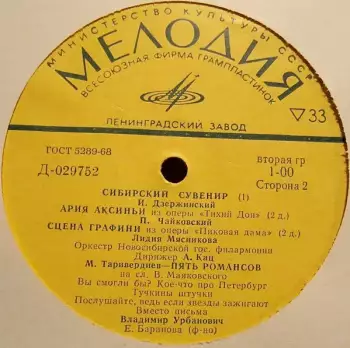 МИНИСТЕРСТВО КУЛЬТУРЫ СССР
МЕЛОДИЯ
ВСЕСОЮЗНАЯ ФИРМА ГРАМПЛАСТИНОК
ЛЕНИНГРАДСКИЙ ЗАВОД
▽33
ГОСТ 5289-68
Д-029752
вторая гр
1-00
Сторона 2
СИБИРСКИЙ СУВЕНИР (1)
И. Дзержинский
АРИЯ АКСИНЬИ из оперы «Тихий Дон» (2 д.)
П. Чайковский
СЦЕНА ГРАФИНИ из оперы «Пиковая дама» (2 д.)
Лидия Мясникова
Оркестр Новосибирской гос. филармонии
Дирижер А. Кац
М. Таривердиев—ПЯТЬ РОМАНСОВ
на сл. В. Маяковского
Вы смогли бы? Кое-что про Петербург
Тучкины штучки
Послушайте, ведь если звезды зажигают
Вместо письма
Владимир Урбанович
Е. Баранова (ф-но)